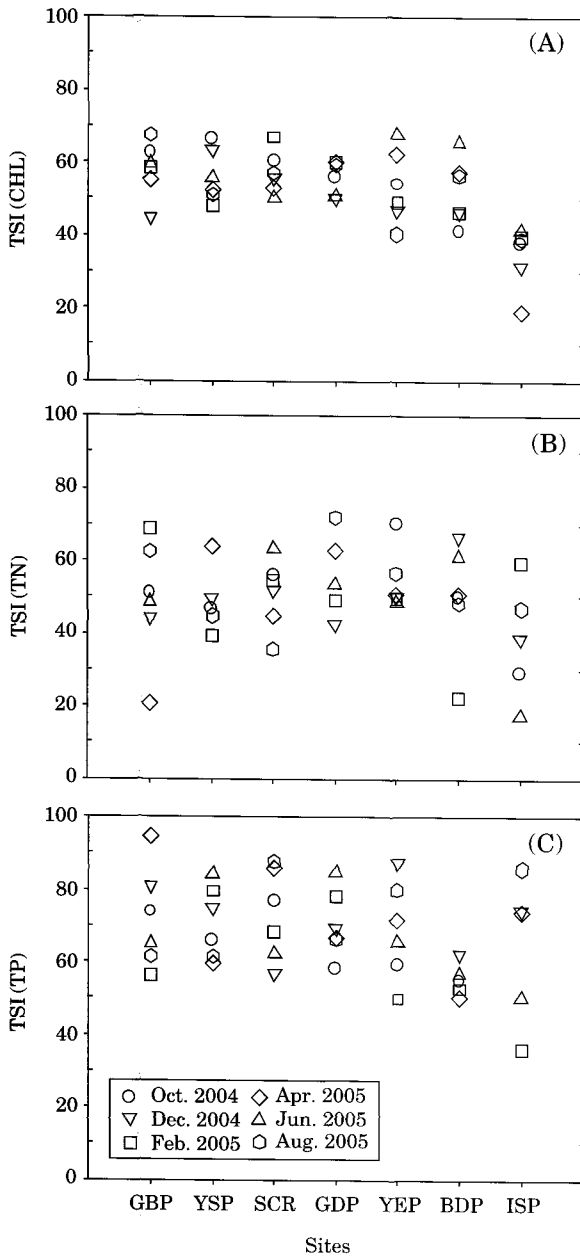 100
(A)
80
60
40
20
0
TSI (CHL)
100
(B)
80
60
40
20
0
TSI (TN)
100
(C)
80
60
40
20
0
TSI (TP)
Oct. 2004
Apr. 2005
Dec. 2004
Jun. 2005
Feb. 2005
Aug. 2005
GBP YSP SCR GDP YEP BDP ISP
Sites